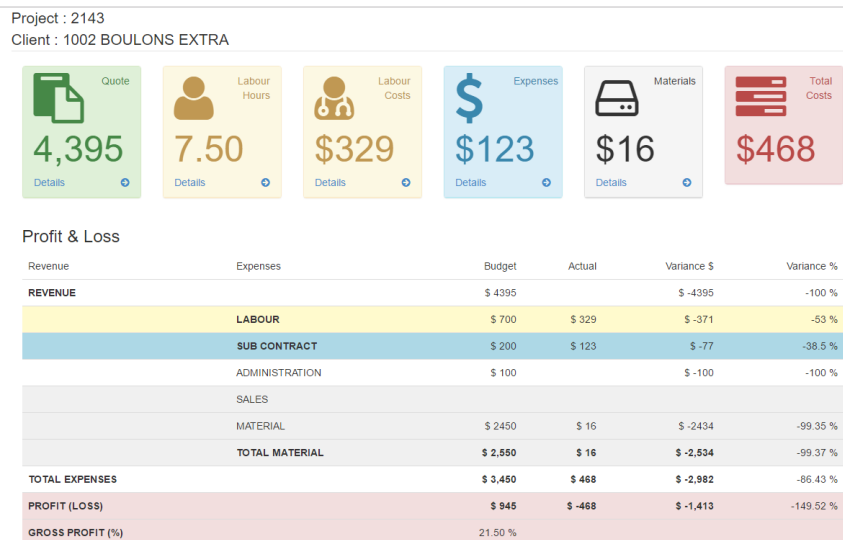 Project : 2143
Client : 1002 BOULONS EXTRA
Quote
4,395
Details
Labour
Hours
7.50
Details
Labour
Costs
$329
Details
Expenses
$123
Details
Materials
$16
Details
Total
Costs
$468
Profit & Loss
Revenue Expenses Budget Actual Variance $ Variance %
REVENUE $ 4395 $ -4395 -100 %
LABOUR $ 700 $ 329 $ -371 -53 %
SUB CONTRACT $ 200 $ 123 $ -77 -38.5 %
ADMINISTRATION $ 100 $ -100 -100 %
SALES
MATERIAL $ 2450 $ 16 $ -2434 -99.35 %
TOTAL MATERIAL $ 2,550 $ 16 $ -2,534 -99.37 %
TOTAL EXPENSES $ 3,450 $ 468 $ -2,982 -86.43 %
PROFIT (LOSS) $ 945 $ -468 $ -1,413 -149.52 %
GROSS PROFIT (%) 21.50 %